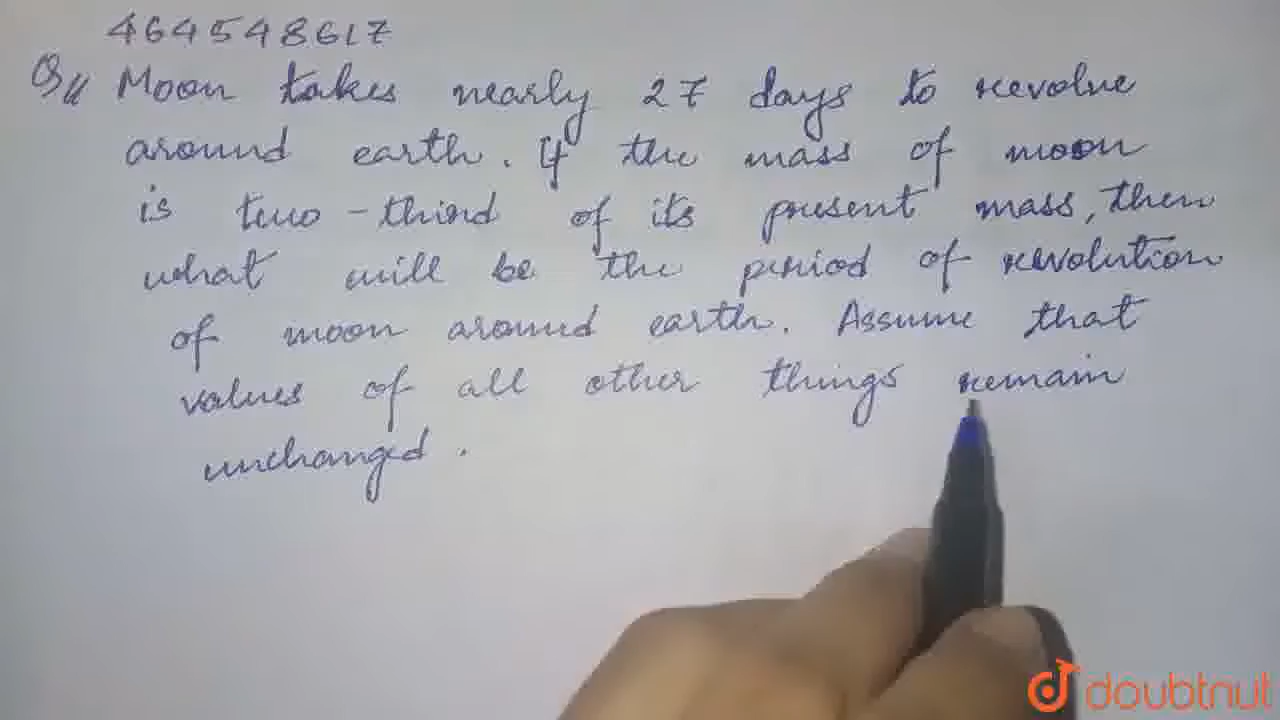 464548617
Q// Moon takes nearly 27 days to revolve
around earth. If the mass of moon
is two-third of its present mass, then
what will be the period of revolution
of moon around earth. Assume that
values of all other things remain
unchanged.
doubtnut